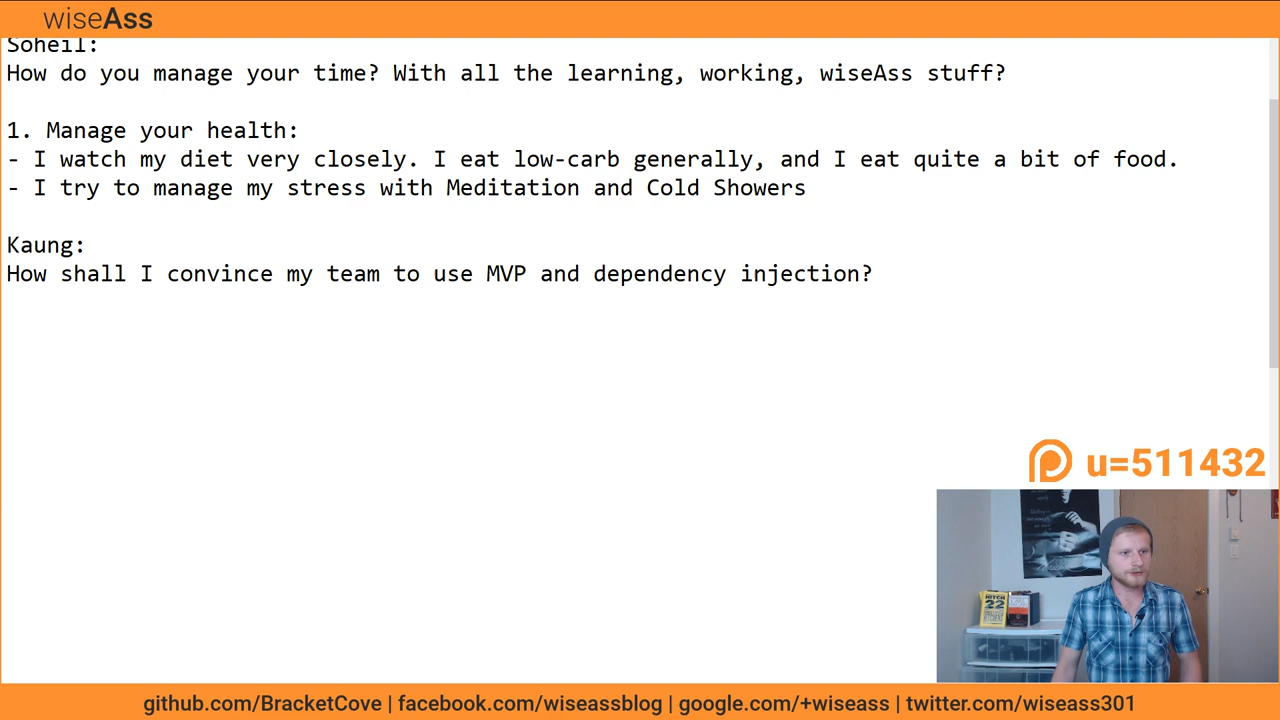 wiseAss
Soheil:
How do you manage your time? With all the learning, working, wiseAss stuff?
1. Manage your health:
- I watch my diet very closely. I eat low-carb generally, and I eat quite a bit of food.
- I try to manage my stress with Meditation and Cold Showers
Kaung:
How shall I convince my team to use MVP and dependency injection?
u=511432
HITCH
22
github.com/BracketCove | facebook.com/wiseassblog | google.com/+wiseass | twitter.com/wiseass301